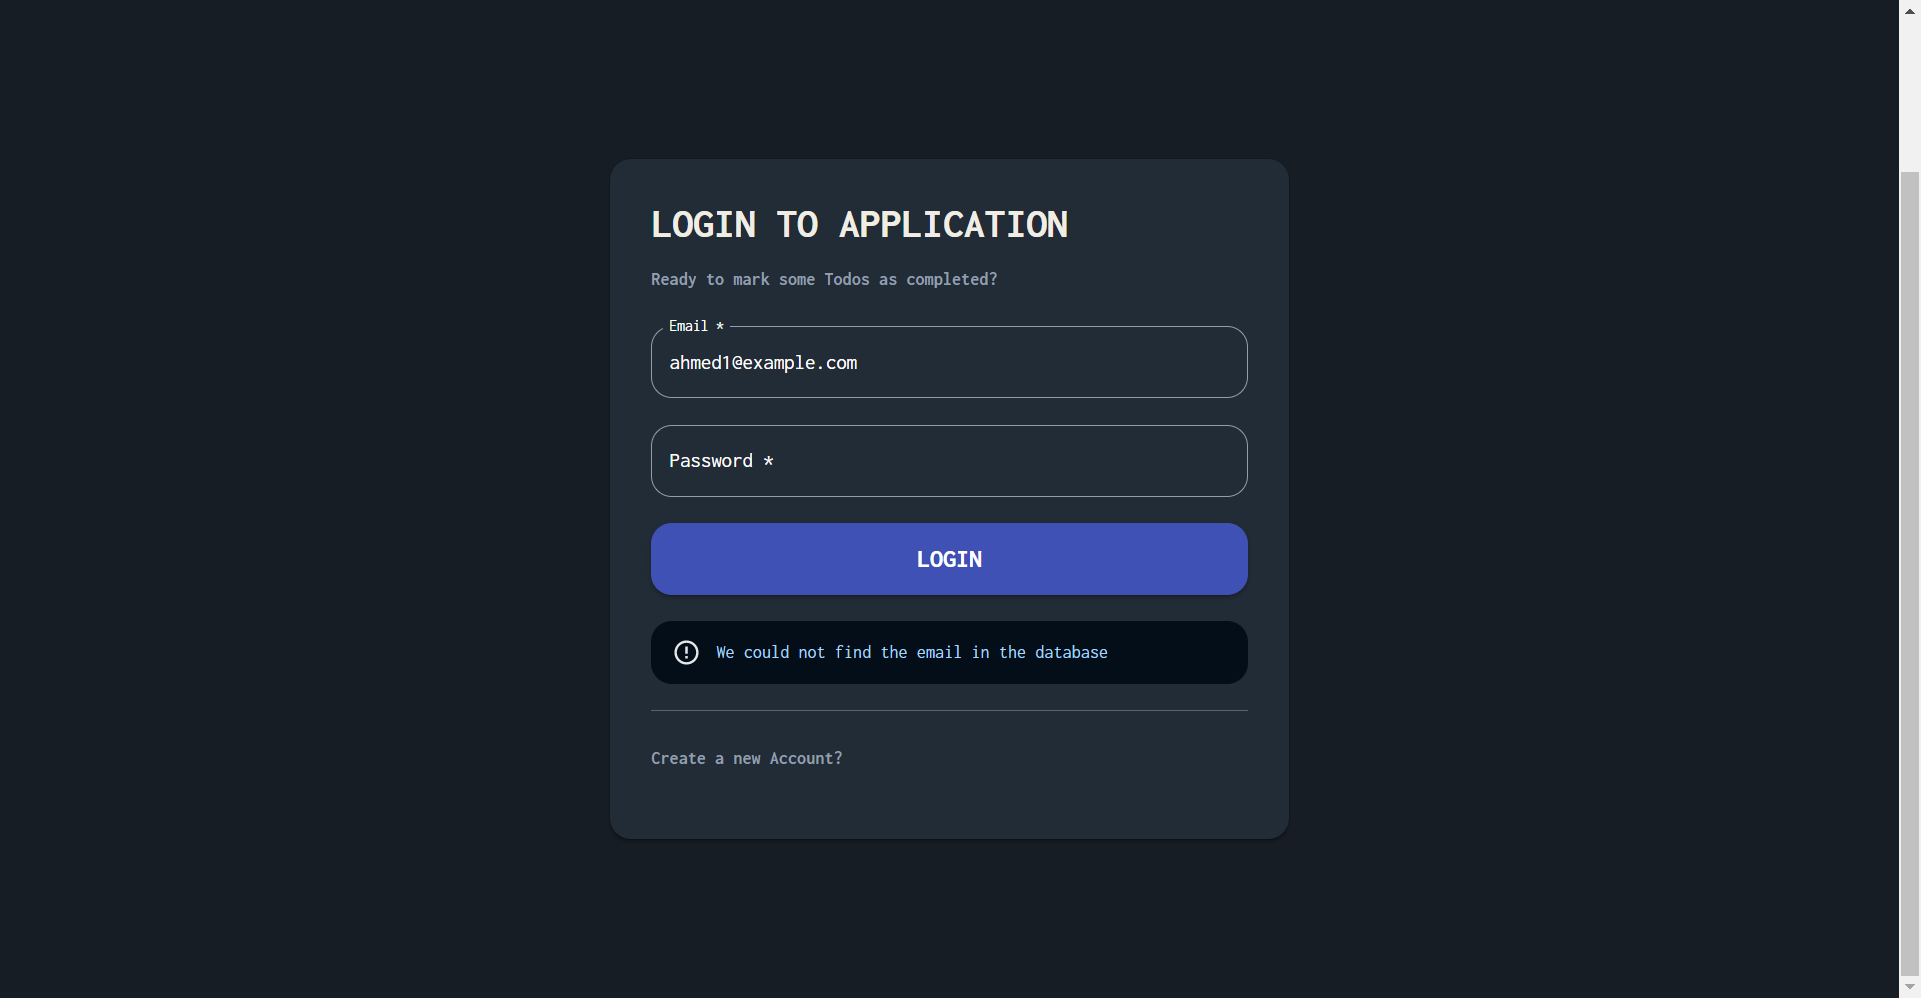 LOGIN TO APPLICATION
Ready to mark some Todos as completed?
Email *
ahmed1@example.com
Password *
LOGIN
We could not find the email in the database
Create a new Account?